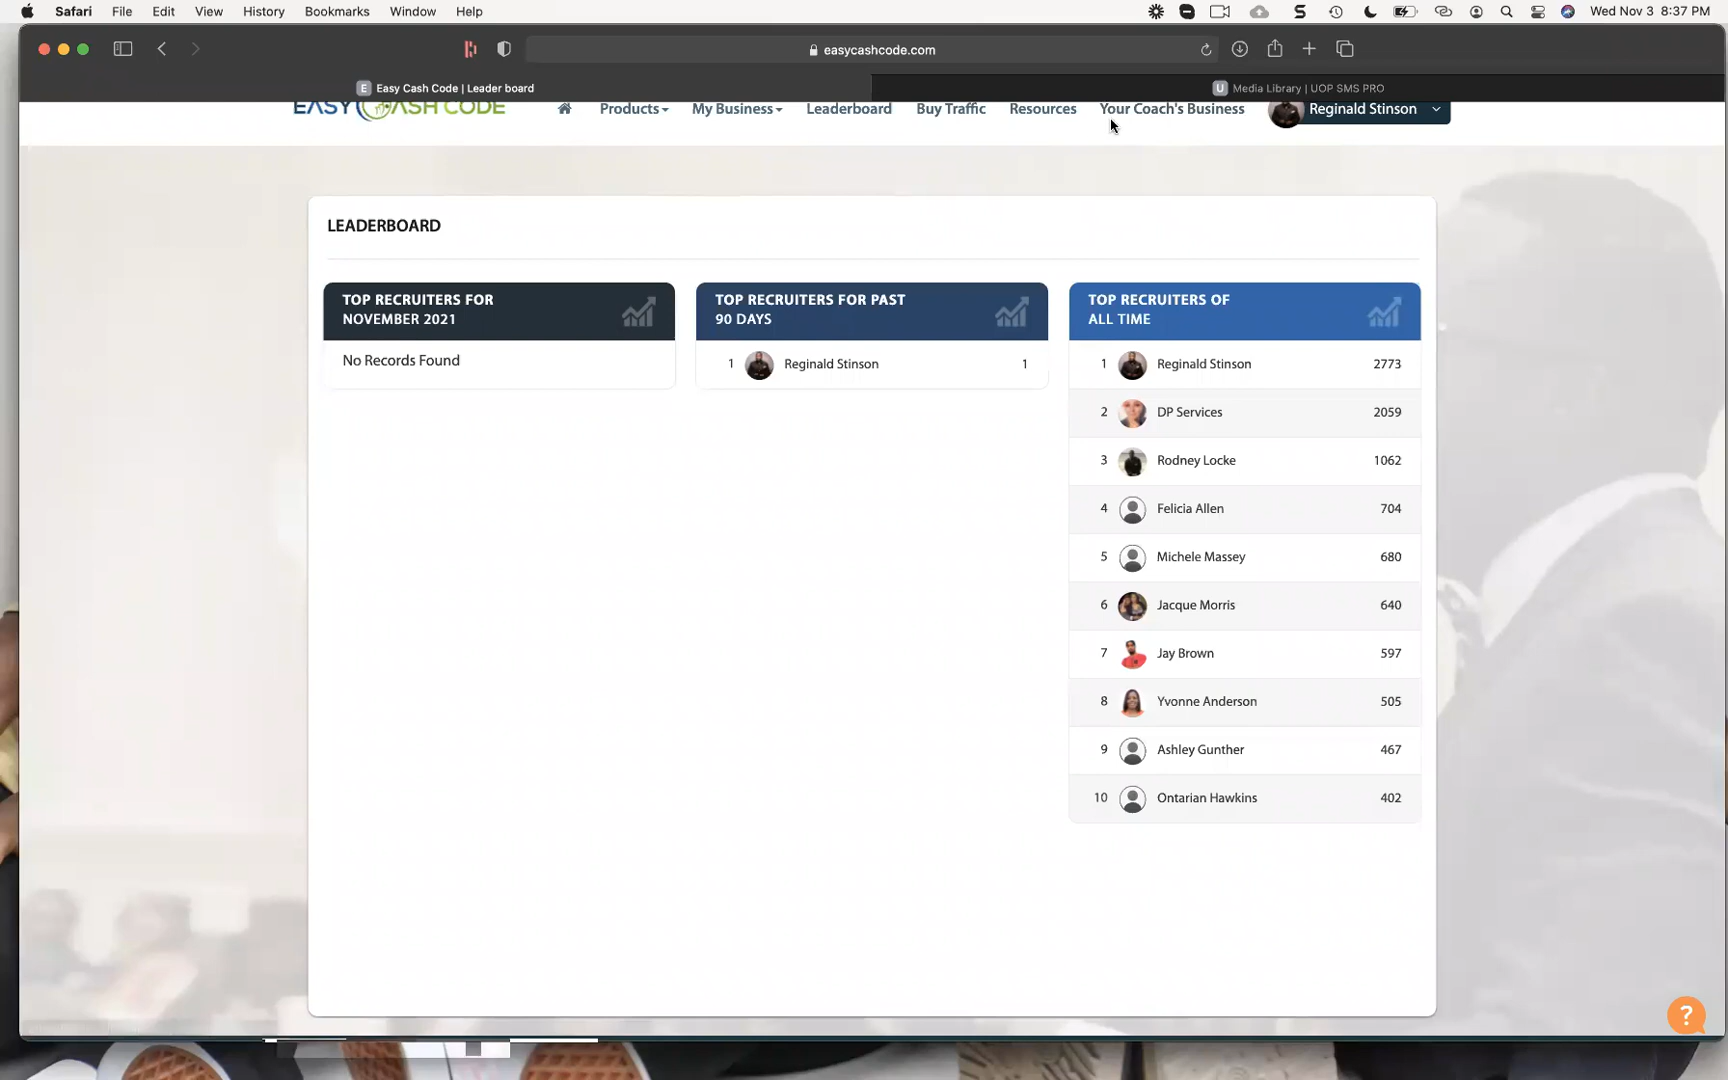 Safari File Edit View History Bookmarks Window Help Wed Nov 3 8:37 PM
easycashcode.com
E Easy Cash Code | Leader board
U Media Library | UOP SMS PRO
EASY CASH CODE Products My Business Leaderboard Buy Traffic Resources Your Coach's Business Reginald Stinson
LEADERBOARD
TOP RECRUITERS FOR
NOVEMBER 2021
No Records Found
TOP RECRUITERS FOR PAST
90 DAYS
1 Reginald Stinson 1
TOP RECRUITERS OF
ALL TIME
1 Reginald Stinson 2773
2 DP Services 2059
3 Rodney Locke 1062
4 Felicia Allen 704
5 Michele Massey 680
6 Jacque Morris 640
7 Jay Brown 597
8 Yvonne Anderson 505
9 Ashley Gunther 467
10 Ontarian Hawkins 402
?